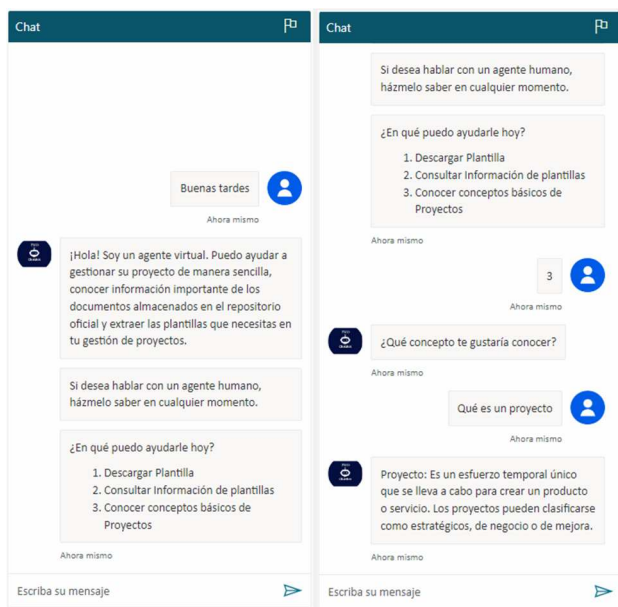 Chat
Buenas tardes
Ahora mismo
¡Hola! Soy un agente virtual. Puedo ayudar a
gestionar su proyecto de manera sencilla,
conocer información importante de los
documentos almacenados en el repositorio
oficial y extraer las plantillas que necesitas en
tu gestión de proyectos.
Si desea hablar con un agente humano,
házmelo saber en cualquier momento.
¿En qué puedo ayudarle hoy?
1. Descargar Plantilla
2. Consultar Información de plantillas
3. Conocer conceptos básicos de
Proyectos
Ahora mismo
Escriba su mensaje
Chat
Si desea hablar con un agente humano,
házmelo saber en cualquier momento.
¿En qué puedo ayudarle hoy?
1. Descargar Plantilla
2. Consultar Información de plantillas
3. Conocer conceptos básicos de
Proyectos
Ahora mismo
3
Ahora mismo
¿Qué concepto te gustaría conocer?
Ahora mismo
Qué es un proyecto
Ahora mismo
Proyecto: Es un esfuerzo temporal único
que se lleva a cabo para crear un producto
o servicio. Los proyectos pueden clasificarse
como estratégicos, de negocio o de mejora.
Ahora mismo
Escriba su mensaje